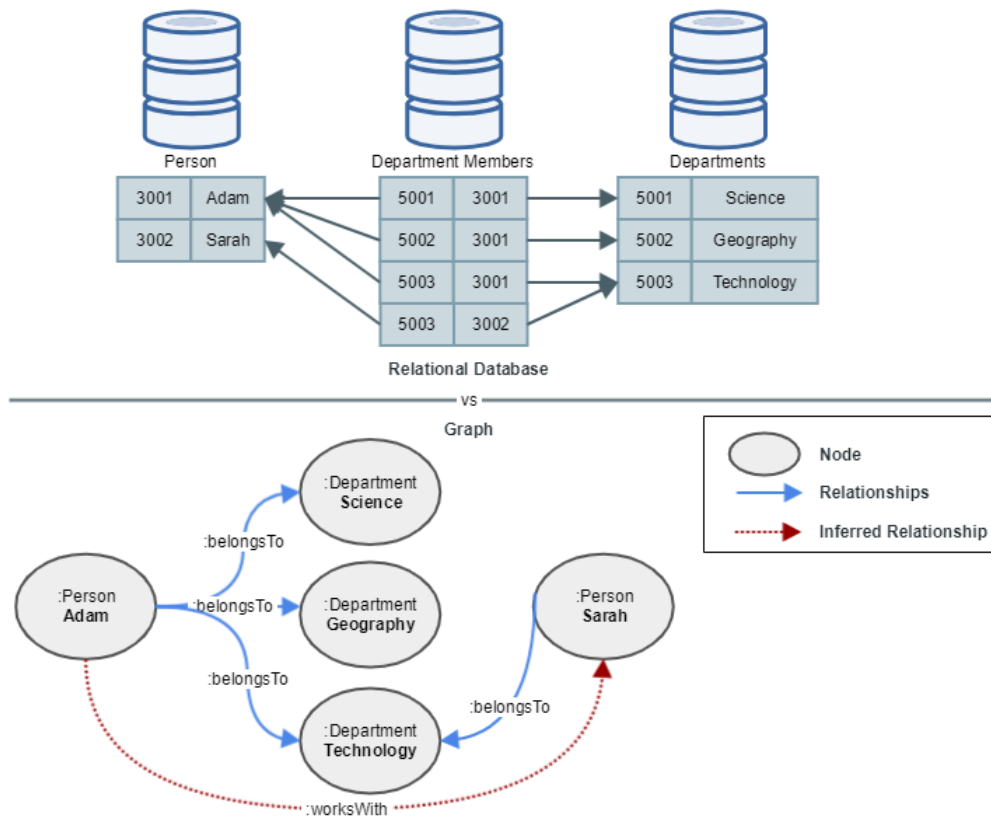 Person
Department Members
Departments
3001 Adam
5001 3001
5001 Science
3002 Sarah
5002 3001
5002 Geography
5003 3001
5003 Technology
5003 3002
Relational Database
vs
Graph
Node
Relationships
Inferred Relationship
:Department
Science
:belongsTo
:Person
Adam
:belongsTo
:Department
Geography
:Person
Sarah
:belongsTo
:belongsTo
:Department
Technology
:worksWith